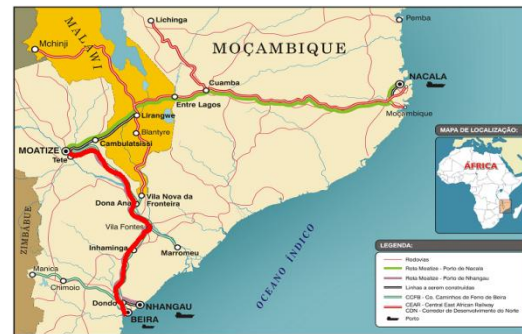 Lichinga
Pemba
MALAWI
Mchinji
MOÇAMBIQUE
Cuamba
NACALA
Entre Lagos
Moçambique
Lirangwe
Blantyre
MOATIZE
Cambulatsissi
Tete
Dona Ana
Vila Nova da
Fronteira
Vila Fontes
Inhaminga
Marromeu
ZIMBÁBUE
Manica
Chimoio
Dondo
NHANGAU
BEIRA
OCEANO ÍNDICO
MAPA DE LOCALIZAÇÃO:
ÁFRICA
LEGENDA:
Rodovias
Rota Moatize - Porto de Nacala
Rota Moatize - Porto de Nhangau
Linhas a serem construídas
CCFB - Co. Caminhos de Ferro de Beira
CEAR - Central East African Railway
CDN - Corredor de Desenvolvimento do Norte
Porto